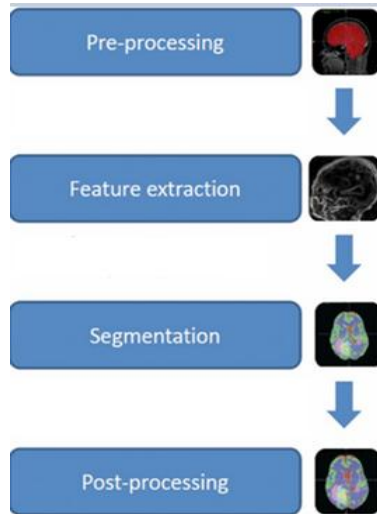 Pre-processing
Feature extraction
Segmentation
Post-processing